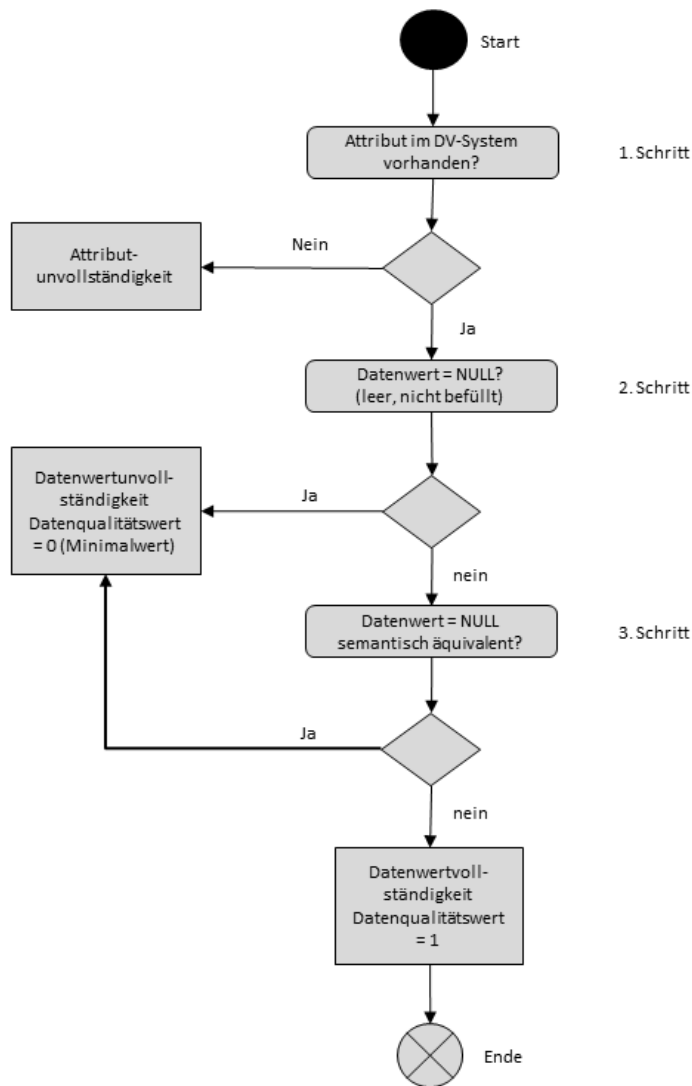 Start
Attribut im DV-System
vorhanden?
1. Schritt
Nein
Attribut-
unvollständigkeit
Ja
Datenwert = NULL?
(leer, nicht befüllt)
2. Schritt
Ja
Datenwertunvoll-
ständigkeit
Datenqualitätswert
= 0 (Minimalwert)
nein
Datenwert = NULL
semantisch äquivalent?
3. Schritt
Ja
nein
Datenwertvoll-
ständigkeit
Datenqualitätswert
= 1
Ende